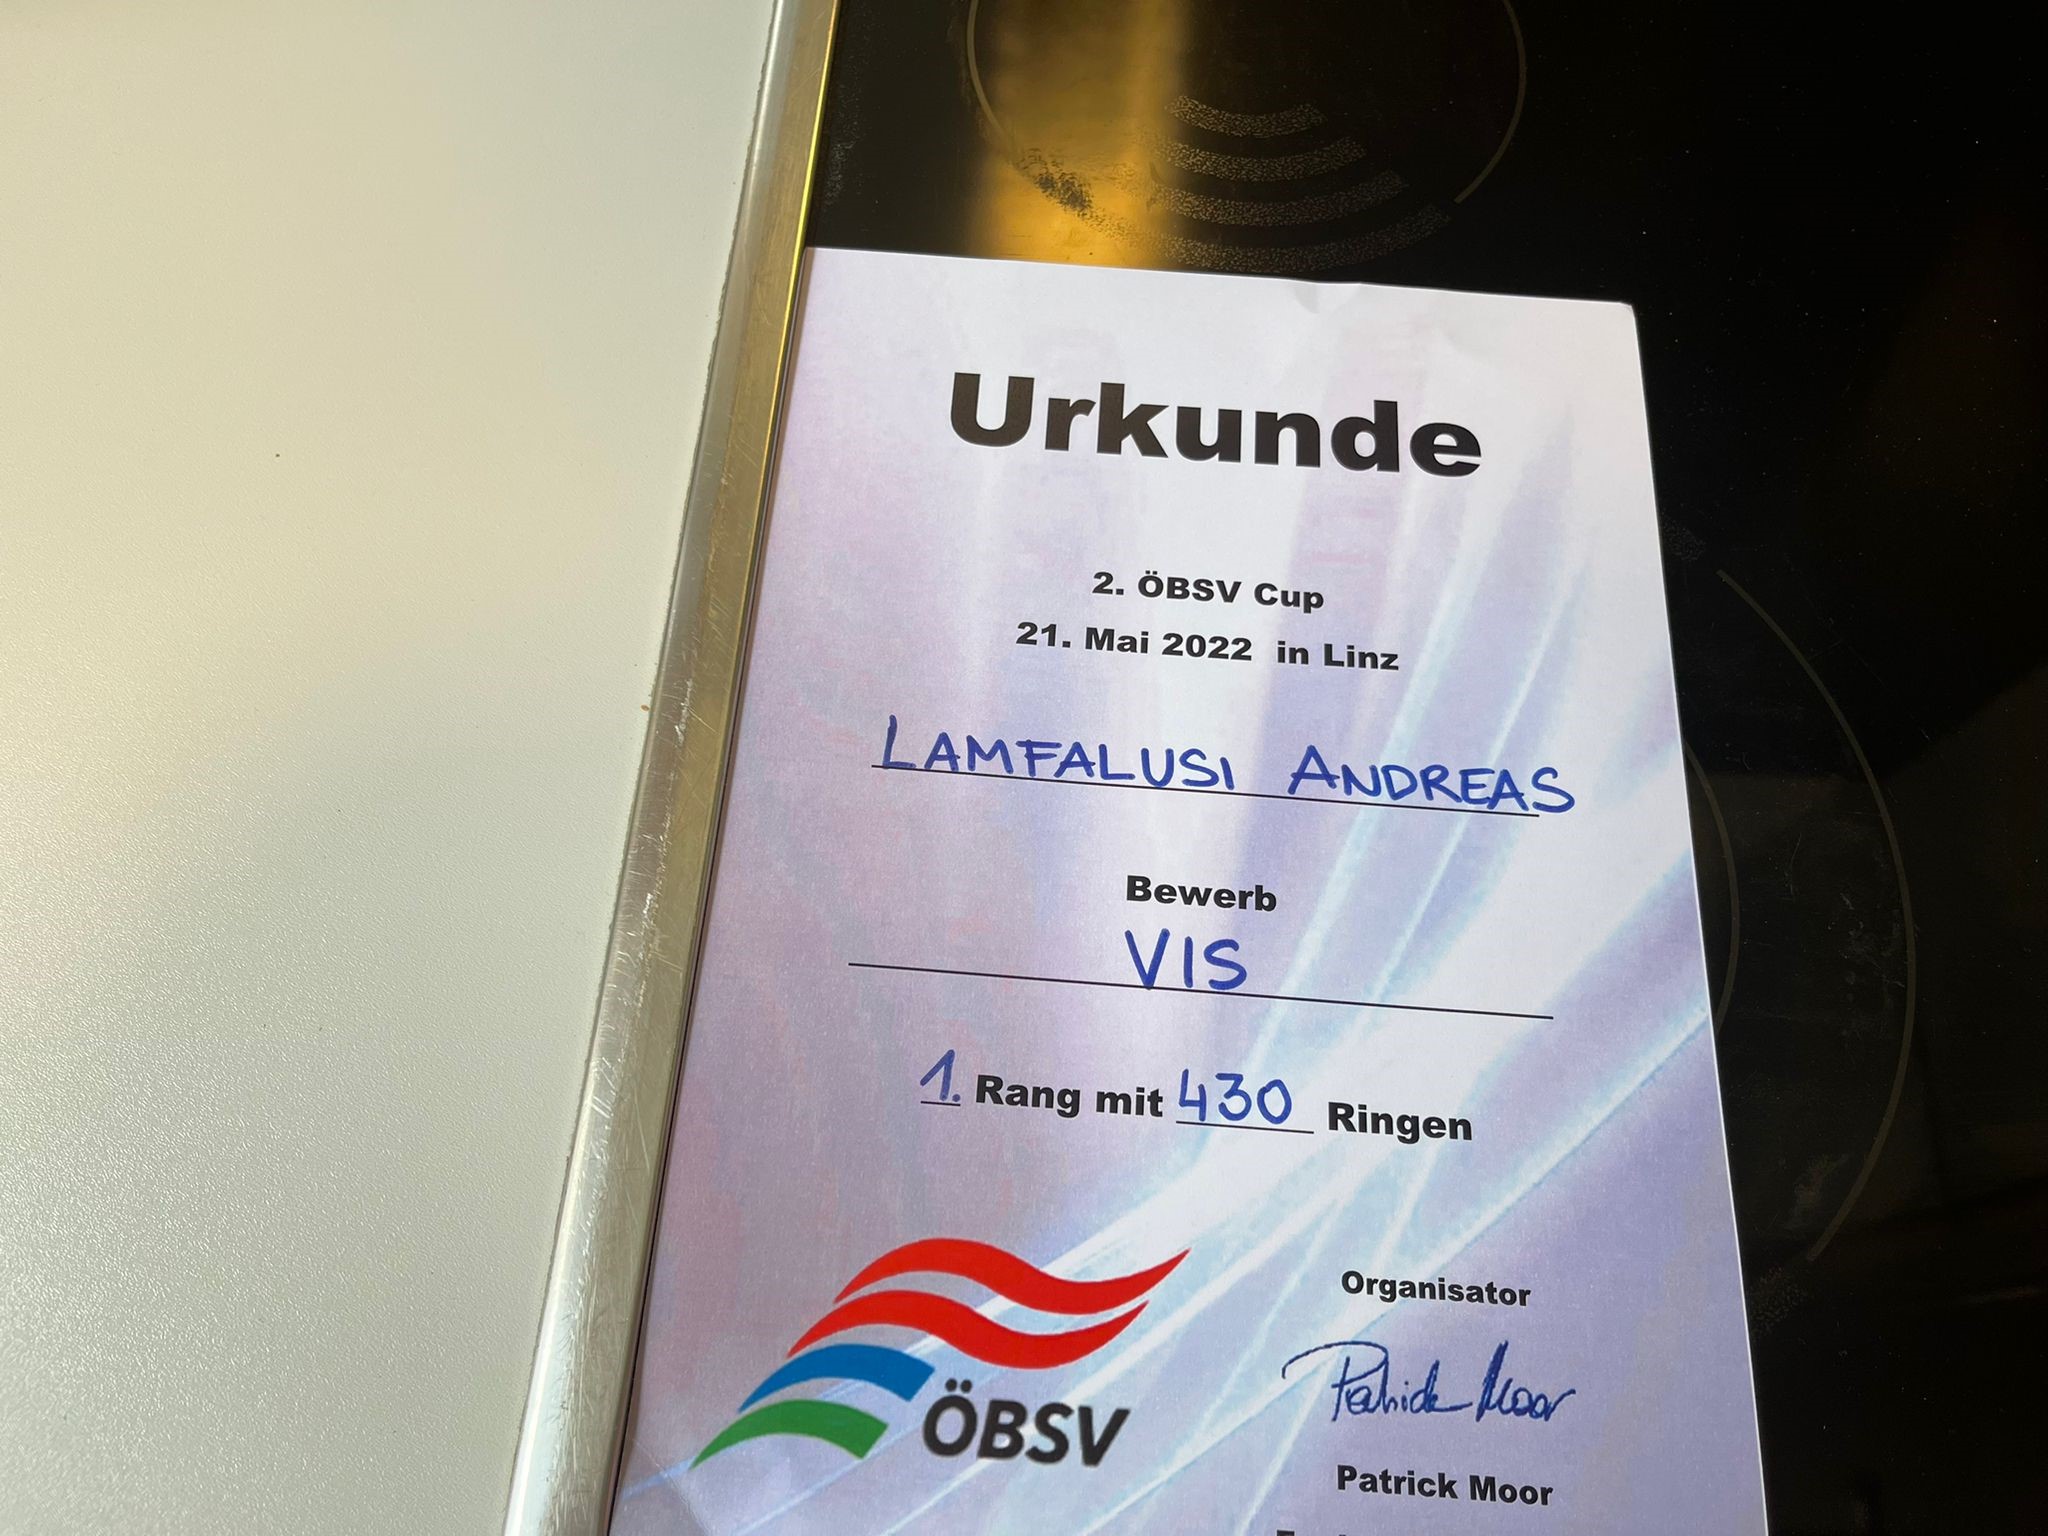 Urkunde
2. ÖBSV Cup
21. Mai 2022 in Linz
LAMFALUSI ANDREAS
Bewerb
VIS
1. Rang mit 430 Ringen
Organisator
Patrick Moor
ÖBSV
Patrick Moor